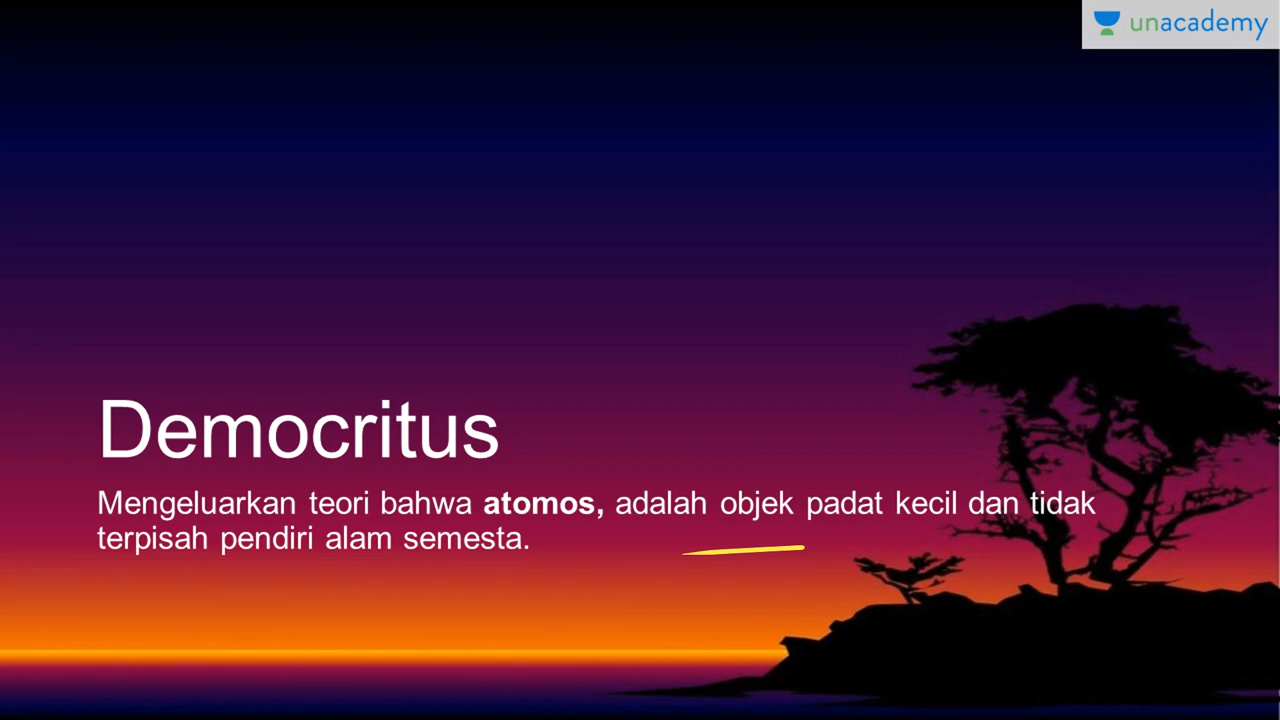 unacademy
Democritus
Mengeluarkan teori bahwa atomos, adalah objek padat kecil dan tidak
terpisah pendiri alam semesta.